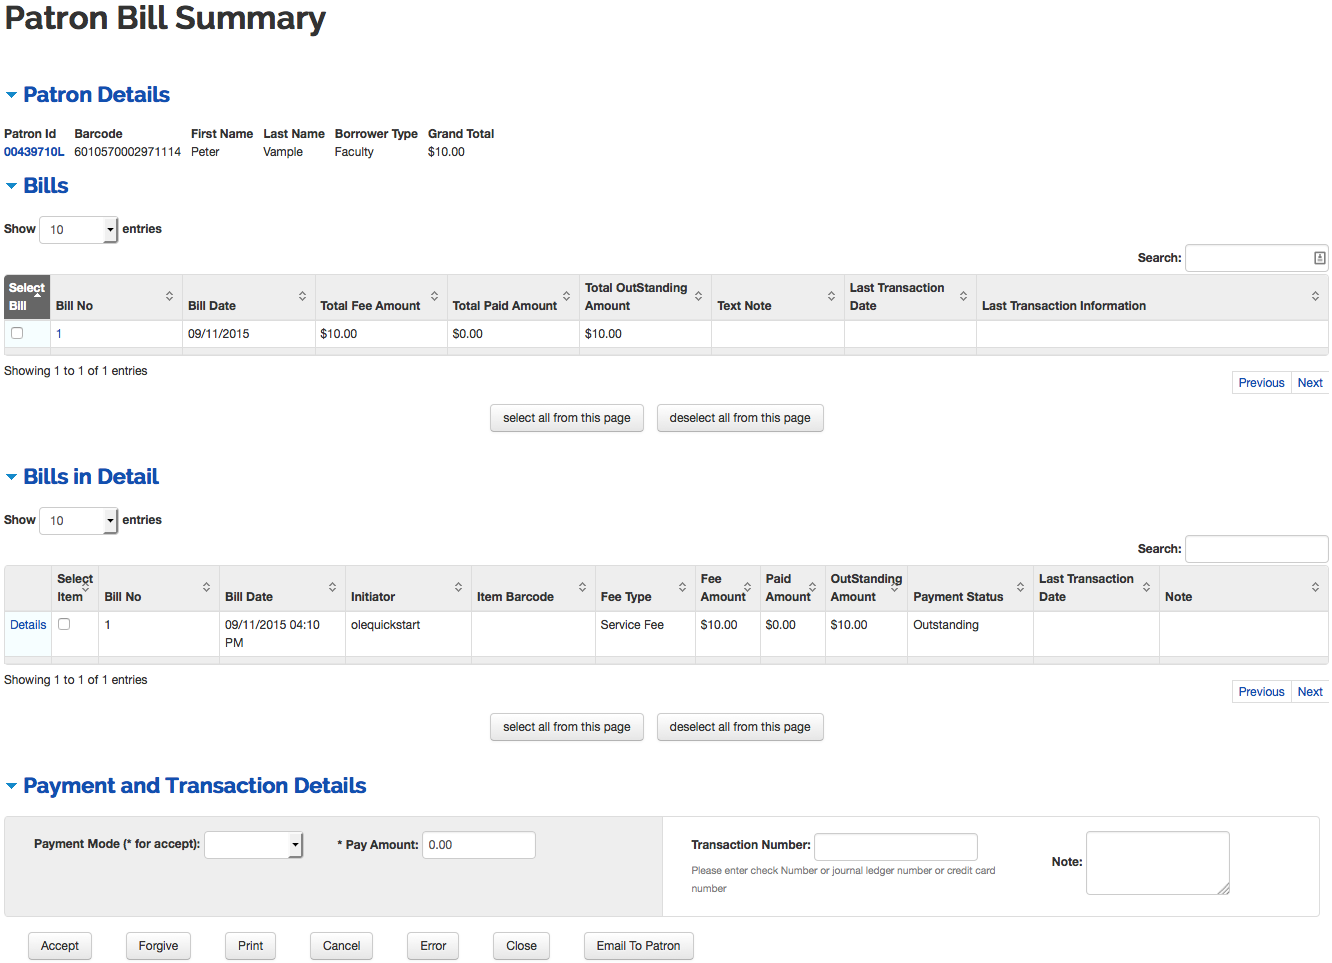 Patron Bill Summary
Patron Details
Patron Id Barcode First Name Last Name Borrower Type Grand Total
00439710L 6010570002971114 Peter Vample Faculty $10.00
Bills
Show 10 entries
Search:
Select Bill Bill No Bill Date Total Fee Amount Total Paid Amount Total OutStanding Amount Text Note Last Transaction Date Last Transaction Information
1 09/11/2015 $10.00 $0.00 $10.00
Showing 1 to 1 of 1 entries
Previous Next
select all from this page deselect all from this page
Bills in Detail
Show 10 entries
Search:
Select Item Bill No Bill Date Initiator Item Barcode Fee Type Fee Amount Paid Amount OutStanding Amount Payment Status Last Transaction Date Note
Details 1 09/11/2015 04:10 PM olequickstart Service Fee $10.00 $0.00 $10.00 Outstanding
Showing 1 to 1 of 1 entries
Previous Next
select all from this page deselect all from this page
Payment and Transaction Details
Payment Mode (* for accept): * Pay Amount: 0.00
Transaction Number:
Please enter check Number or journal ledger number or credit card
number
Note:
Accept Forgive Print Cancel Error Close Email To Patron